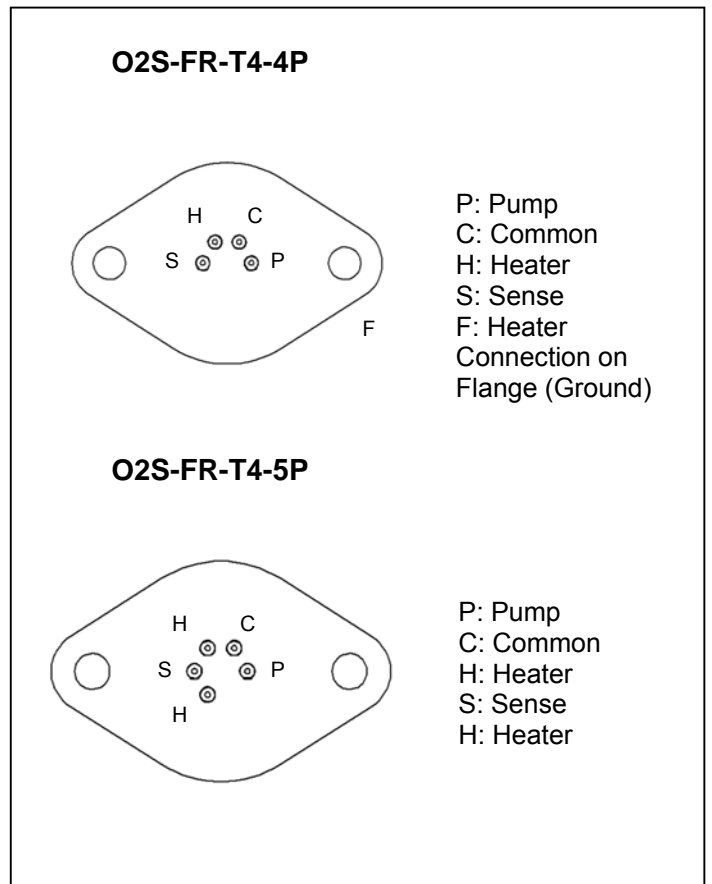 O2S-FR-T4-4P
H C
S P
F
P: Pump
C: Common
H: Heater
S: Sense
F: Heater
Connection on
Flange (Ground)
O2S-FR-T4-5P
H C
S P
H
P: Pump
C: Common
H: Heater
S: Sense
H: Heater